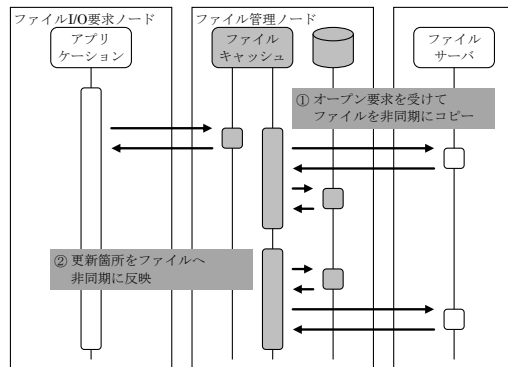 ファイルI/O要求ノード
ファイル管理ノード
アプリ
ケーション
ファイル
キャッシュ
ファイル
サーバ
① オープン要求を受けて
ファイルを非同期にコピー
② 更新箇所をファイルへ
非同期に反映